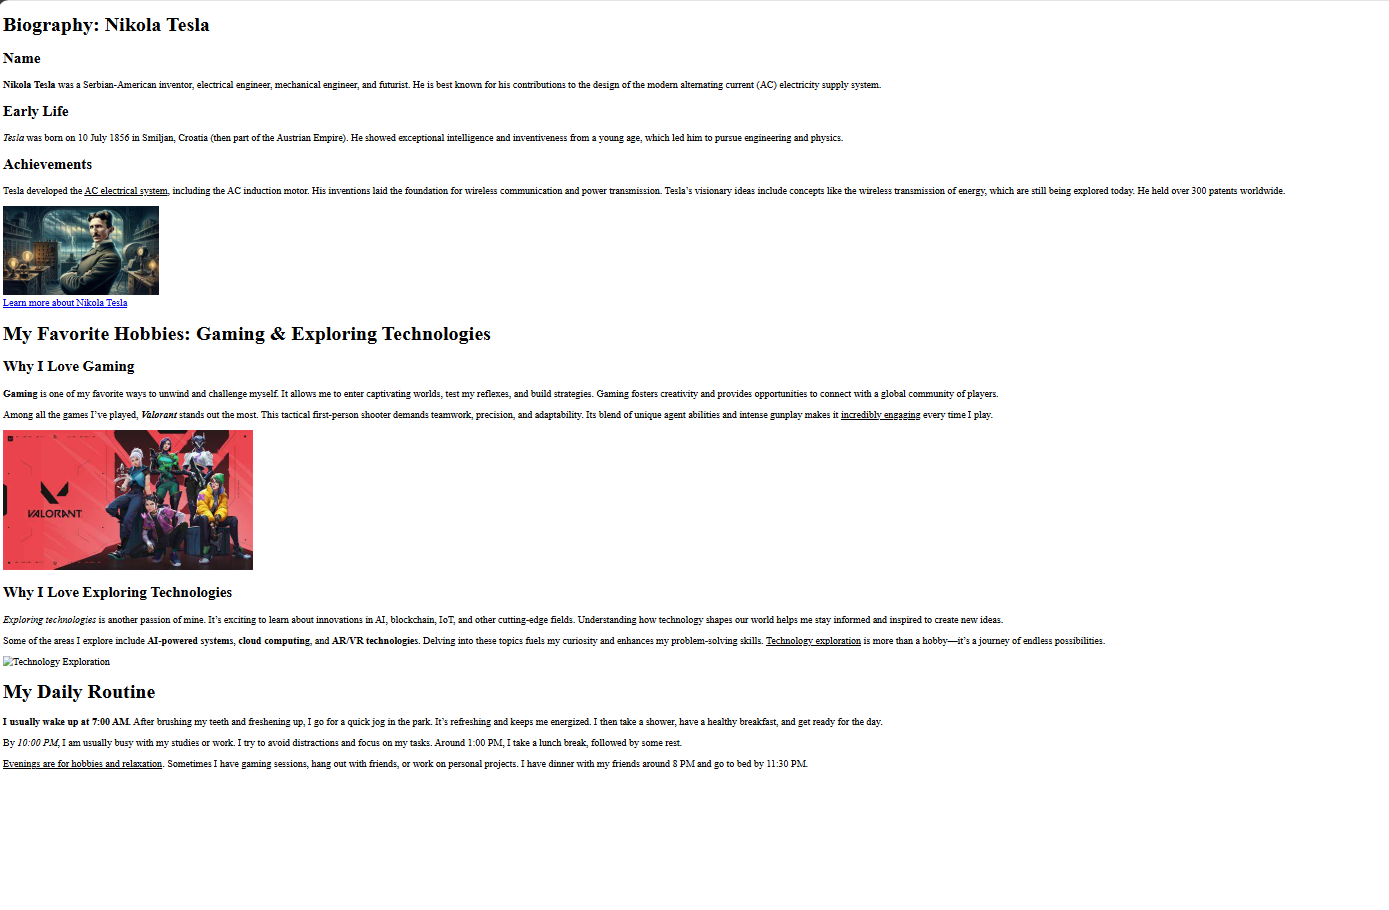 Biography: Nikola Tesla
Name
Nikola Tesla was a Serbian-American inventor, electrical engineer, mechanical engineer, and futurist. He is best known for his contributions to the design of the modern alternating current (AC) electricity supply system.
Early Life
Tesla was born on 10 July 1856 in Smiljan, Croatia (then part of the Austrian Empire). He showed exceptional intelligence and inventiveness from a young age, which led him to pursue engineering and physics.
Achievements
Tesla developed the AC electrical system, including the AC induction motor. His inventions laid the foundation for wireless communication and power transmission. Tesla’s visionary ideas include concepts like the wireless transmission of energy, which are still being explored today. He held over 300 patents worldwide.
Learn more about Nikola Tesla
My Favorite Hobbies: Gaming & Exploring Technologies
Why I Love Gaming
Gaming is one of my favorite ways to unwind and challenge myself. It allows me to enter captivating worlds, test my reflexes, and build strategies. Gaming fosters creativity and provides opportunities to connect with a global community of players.
Among all the games I’ve played, Valorant stands out the most. This tactical first-person shooter demands teamwork, precision, and adaptability. Its blend of unique agent abilities and intense gunplay makes it incredibly engaging every time I play.
VALORANT
Why I Love Exploring Technologies
Exploring technologies is another passion of mine. It’s exciting to learn about innovations in AI, blockchain, IoT, and other cutting-edge fields. Understanding how technology shapes our world helps me stay informed and inspired to create new ideas.
Some of the areas I explore include AI-powered systems, cloud computing, and AR/VR technologies. Delving into these topics fuels my curiosity and enhances my problem-solving skills. Technology exploration is more than a hobby—it’s a journey of endless possibilities.
Technology Exploration
My Daily Routine
I usually wake up at 7:00 AM. After brushing my teeth and freshening up, I go for a quick jog in the park. It’s refreshing and keeps me energized. I then take a shower, have a healthy breakfast, and get ready for the day.
By 10:00 PM, I am usually busy with my studies or work. I try to avoid distractions and focus on my tasks. Around 1:00 PM, I take a lunch break, followed by some rest.
Evenings are for hobbies and relaxation. Sometimes I have gaming sessions, hang out with friends, or work on personal projects. I have dinner with my friends around 8 PM and go to bed by 11:30 PM.